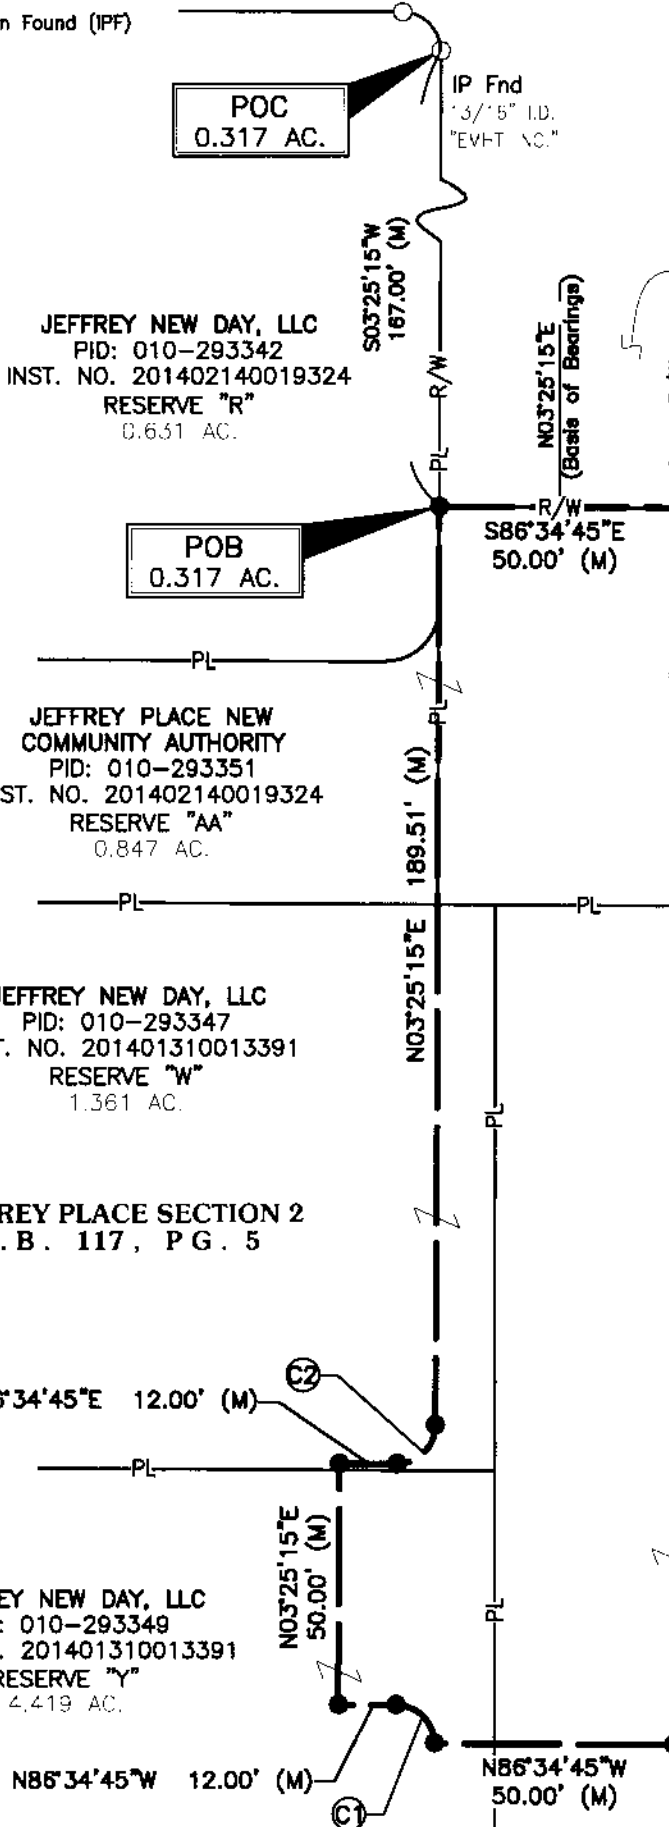 n Found (IPF)
POC
0.317 AC.
IP Fnd
13/16" I.D.
S03°25'15"W
167.00' (M)
N03°25'15"E
(Basis of Bearings)
JEFFREY NEW DAY, LLC
PID: 010-293342
INST. NO. 201402140019324
RESERVE "R"
0.631 AC.
R/W
PL
R/W
S86°34'45"E
50.00' (M)
POB
0.317 AC.
PL
PL
JEFFREY PLACE NEW
COMMUNITY AUTHORITY
PID: 010-293351
ST. NO. 201402140019324
RESERVE "AA"
0.847 AC.
N03°25'15"E 189.51' (M)
PL
PL
JEFFREY NEW DAY, LLC
PID: 010-293347
T. NO. 201401310013391
RESERVE "W"
1.361 AC.
PL
REY PLACE SECTION 2
.B. 117, PG. 5
C2
6°34'45"E 12.00' (M)
PL
N03°25'15"E
50.00' (M)
EY NEW DAY, LLC
: 010-293349
. 201401310013391
RESERVE "Y"
4.419 AC.
PL
N86°34'45"W 12.00' (M)
C1
N86°34'45"W
50.00' (M)